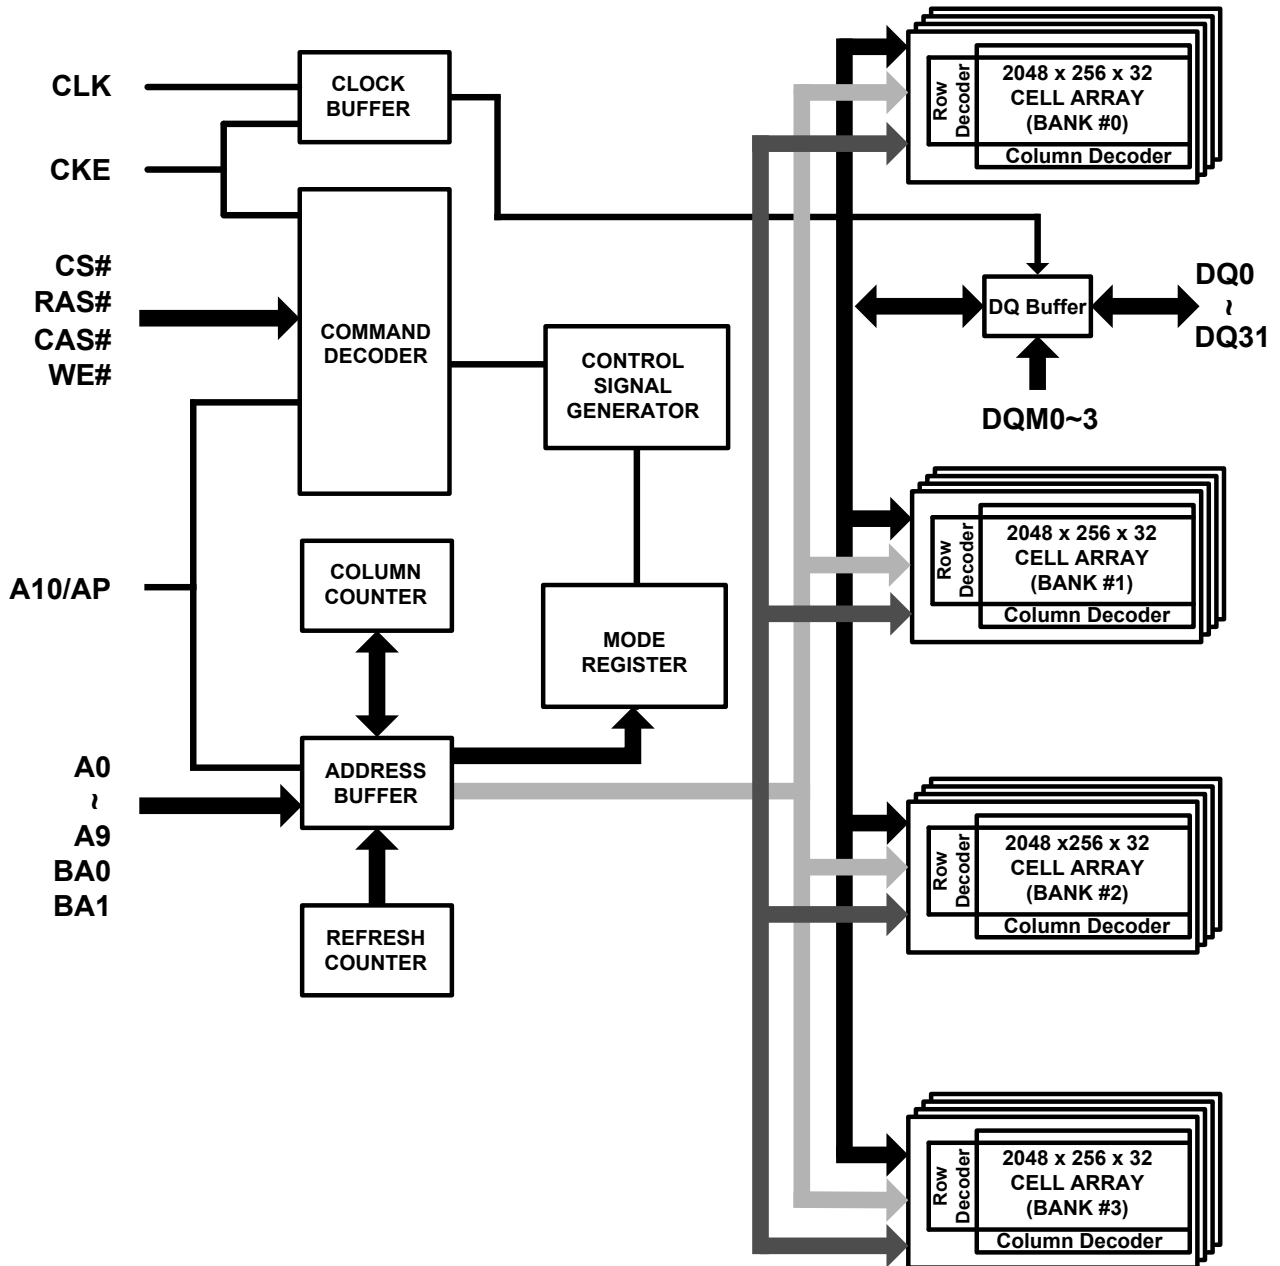 CLK
CKE
CS#
RAS#
CAS#
WE#
A10/AP
A0
~
A9
BA0
BA1
CLOCK
BUFFER
COMMAND
DECODER
CONTROL
SIGNAL
GENERATOR
COLUMN
COUNTER
MODE
REGISTER
ADDRESS
BUFFER
REFRESH
COUNTER
Row
Decoder
2048 x 256 x 32
CELL ARRAY
(BANK #0)
Column Decoder
DQ Buffer
DQ0
~
DQ31
DQM0~3
Row
Decoder
2048 x 256 x 32
CELL ARRAY
(BANK #1)
Column Decoder
Row
Decoder
2048 x256 x 32
CELL ARRAY
(BANK #2)
Column Decoder
Row
Decoder
2048 x 256 x 32
CELL ARRAY
(BANK #3)
Column Decoder